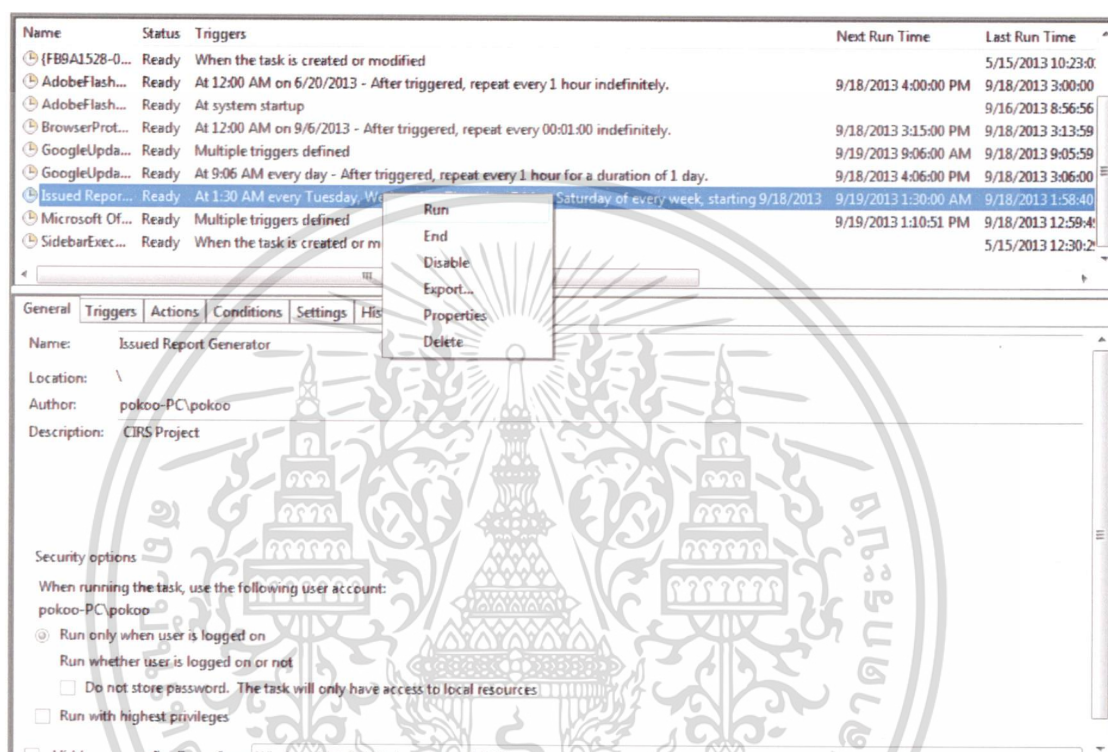 Name Status Triggers Next Run Time Last Run Time
{FB9A1528-0... Ready When the task is created or modified 5/15/2013 10:23:0
AdobeFlash... Ready At 12:00 AM on 6/20/2013 - After triggered, repeat every 1 hour indefinitely. 9/18/2013 4:00:00 PM 9/18/2013 3:00:00
AdobeFlash... Ready At system startup 9/16/2013 8:56:56
BrowserProt... Ready At 12:00 AM on 9/6/2013 - After triggered, repeat every 00:01:00 indefinitely. 9/18/2013 3:15:00 PM 9/18/2013 3:13:59
GoogleUpda... Ready Multiple triggers defined 9/19/2013 9:06:00 AM 9/18/2013 9:05:59
GoogleUpda... Ready At 9:06 AM every day - After triggered, repeat every 1 hour for a duration of 1 day. 9/18/2013 4:06:00 PM 9/18/2013 3:06:00
Issued Repor... Ready At 1:30 AM every Tuesday, We Saturday of every week, starting 9/18/2013 9/19/2013 1:30:00 AM 9/18/2013 1:58:40
Microsoft Of... Ready Multiple triggers defined 9/19/2013 1:10:51 PM 9/18/2013 12:59:4
SidebarExec... Ready When the task is created or m 5/15/2013 12:30:2
Run
End
Disable
Export...
Properties
Delete
General Triggers Actions Conditions Settings His
Name: Issued Report Generator
Location: \
Author: pokoo-PC\pokoo
Description: CIRS Project
Security options
When running the task, use the following user account:
pokoo-PC\pokoo
Run only when user is logged on
Run whether user is logged on or not
Do not store password. The task will only have access to local resources
Run with highest privileges